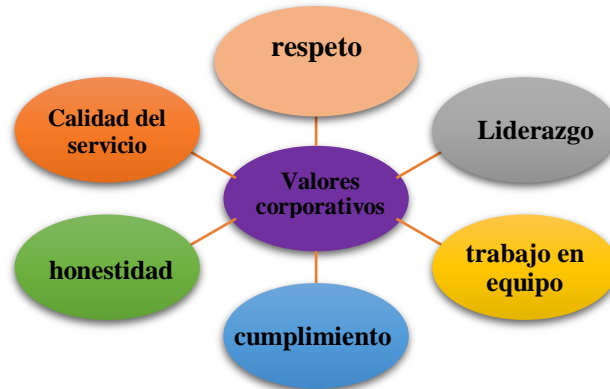 respeto
Calidad del
servicio
Liderazgo
Valores
corporativos
honestidad
trabajo en
equipo
cumplimiento